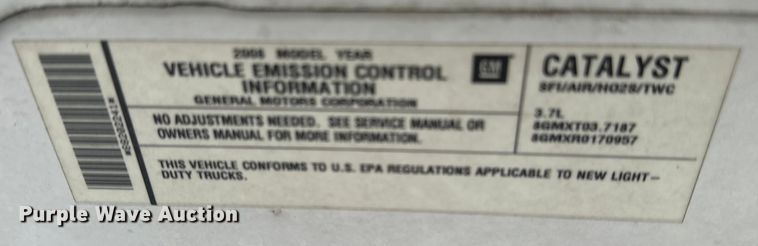 2008 MODEL YEAR
VEHICLE EMISSION CONTROL
INFORMATION
GENERAL MOTORS CORPORATION
GM
NO ADJUSTMENTS NEEDED. SEE SERVICE MANUAL OR
OWNERS MANUAL FOR MORE INFORMATION.
THIS VEHICLE CONFORMS TO U.S. EPA REGULATIONS APPLICABLE TO NEW LIGHT-
DUTY TRUCKS.
CATALYST
SFI/AIR/HO2S/TWC
3.7L
8GMXT03.7187
8GMXR0170957
Purple Wave Auction